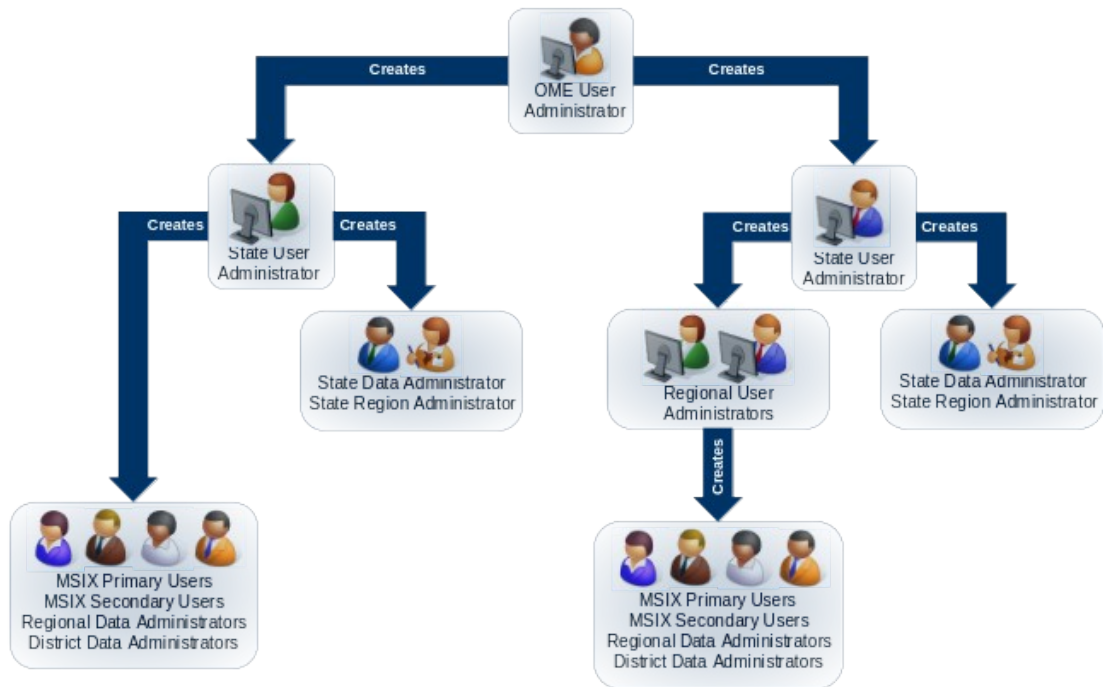 Creates
Creates
OME User
Administrator
Creates
Creates
State User
Administrator
Creates
Creates
State User
Administrator
State Data Administrator
State Region Administrator
Regional User
Administrators
State Data Administrator
State Region Administrator
Creates
MSIX Primary Users
MSIX Secondary Users
Regional Data Administrators
District Data Administrators
MSIX Primary Users
MSIX Secondary Users
Regional Data Administrators
District Data Administrators